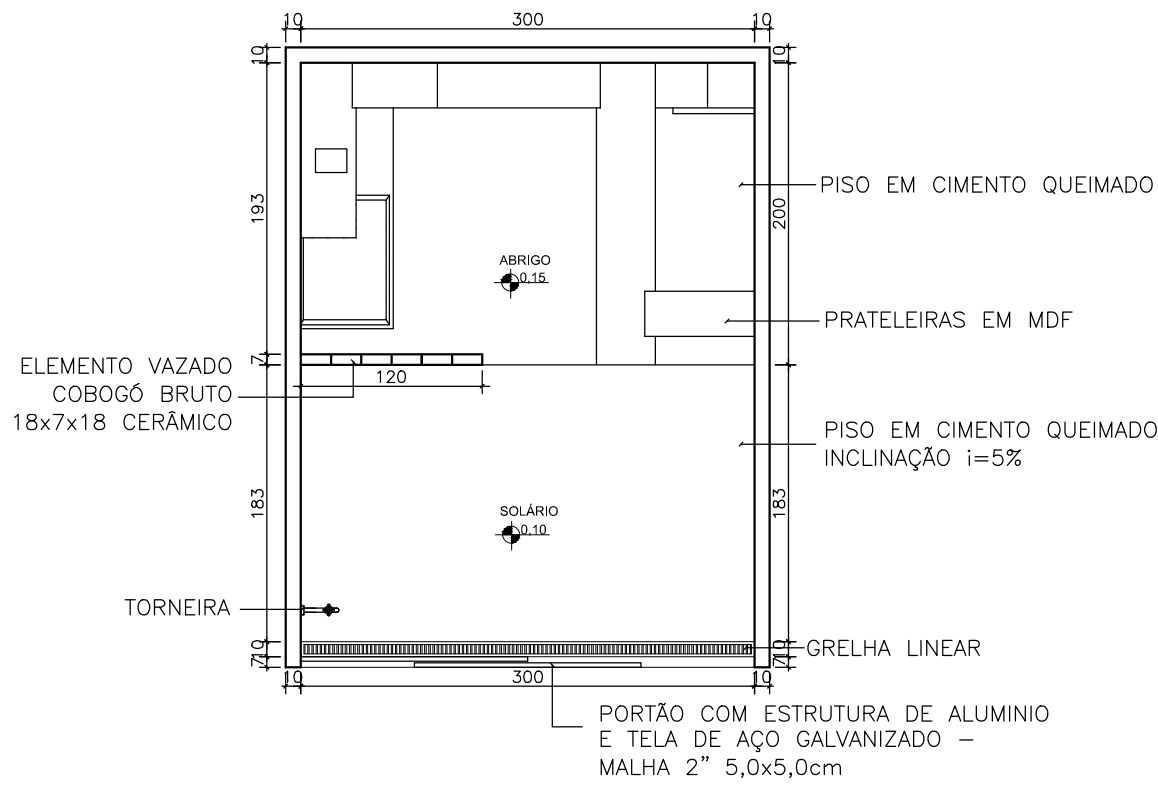 10 300 10
10 10
PISO EM CIMENTO QUEIMADO
193 200
ABRIGO
0,15
PRATELEIRAS EM MDF
7
ELEMENTO VAZADO
COBOGÓ BRUTO
18x7x18 CERÂMICO
120
PISO EM CIMENTO QUEIMADO
INCLINAÇÃO i=5%
183 183
SOLÁRIO
0,10
TORNEIRA
10 10
GRELHA LINEAR
7 7
10 300 10
PORTÃO COM ESTRUTURA DE ALUMINIO
E TELA DE AÇO GALVANIZADO –
MALHA 2" 5,0x5,0cm